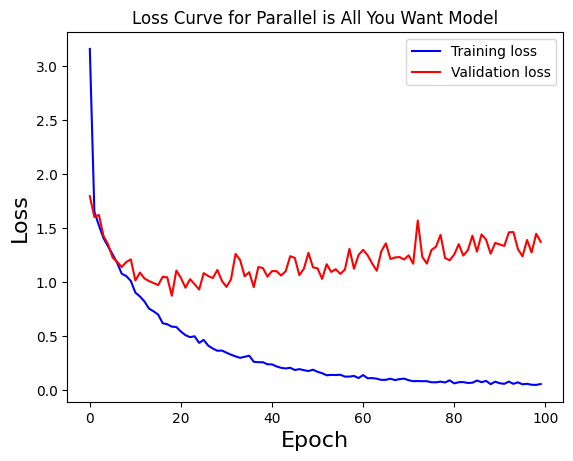 Loss Curve for Parallel is All You Want Model
Training loss
Validation loss
Loss
3.0
2.5
2.0
1.5
1.0
0.5
0.0
0
20
40
60
80
100
Epoch